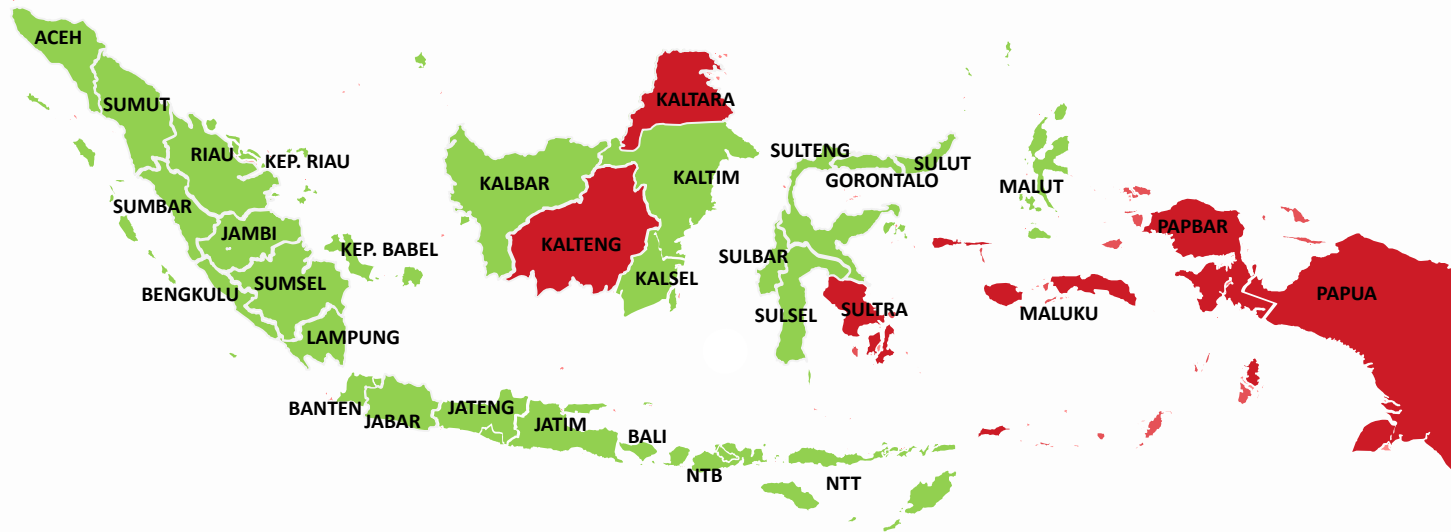 ACEH
SUMUT
RIAU
KEP. RIAU
SUMBAR
JAMBI
KEP. BABEL
BENGKULU
SUMSEL
LAMPUNG
BANTEN
JABAR
JATENG
JATIM
BALI
NTB
NTT
KALBAR
KALTENG
KALTARA
KALTIM
KALSEL
SULTENG
GORONTALO
SULUT
SULBAR
SULSEL
SULTRA
MALUT
MALUKU
PAPBAR
PAPUA